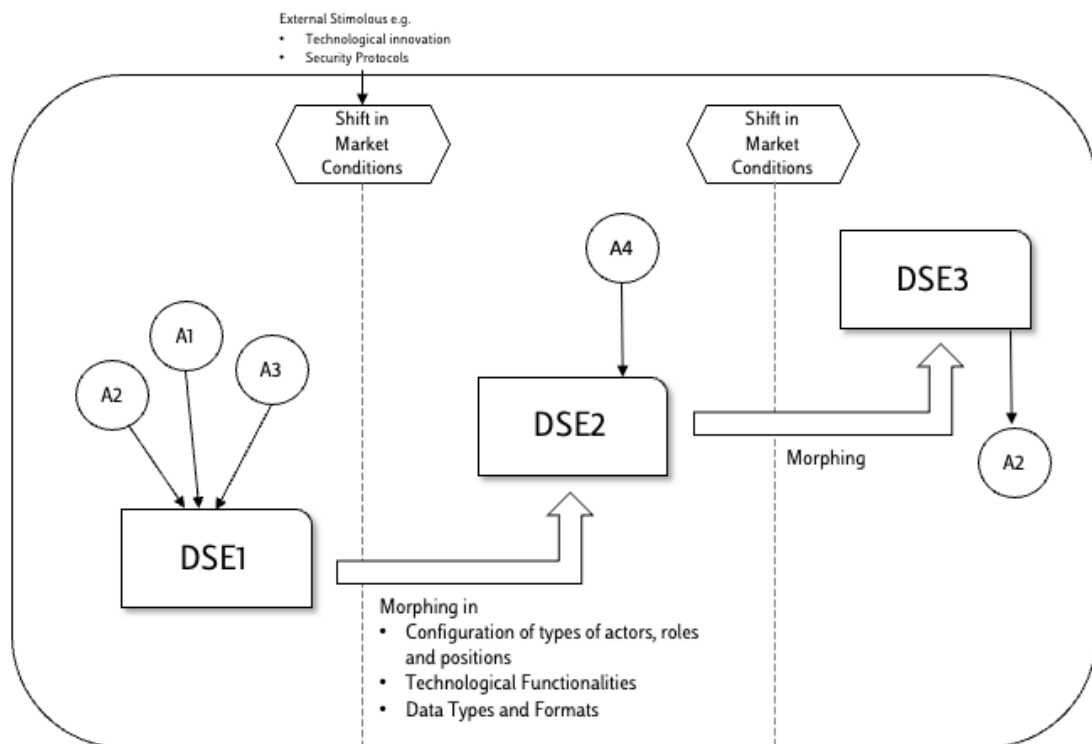 External Stimolous e.g.
• Technological innovation
• Security Protocols
Shift in
Market
Conditions
Shift in
Market
Conditions
A4
DSE3
A1
A3
A2
DSE2
Morphing
A2
DSE1
Morphing in
• Configuration of types of actors, roles
and positions
• Technological Functionalities
• Data Types and Formats